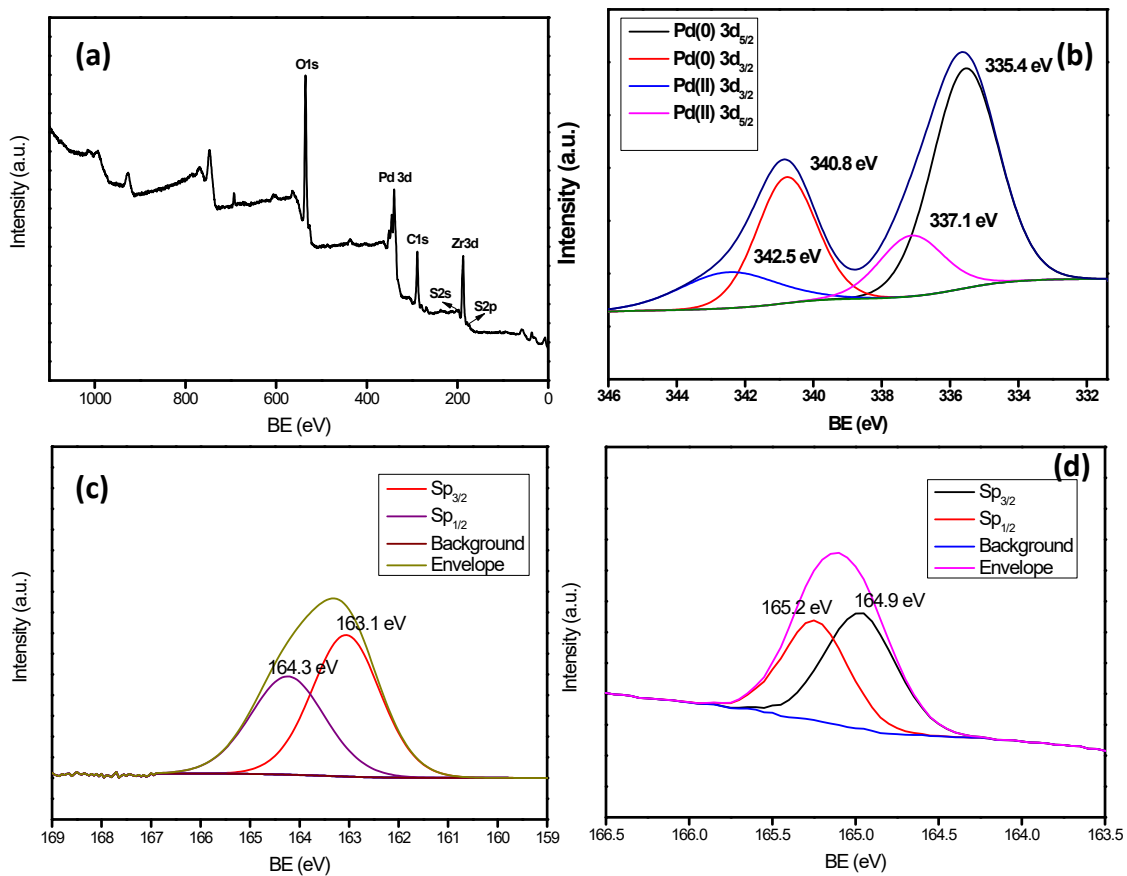 (a)
O1s
Pd 3d
C1s
Zr3d
S2s
S2p
Intensity (a.u.)
1000 800 600 400 200 0
BE (eV)
(b)
Pd(0) 3d5/2
Pd(0) 3d3/2
Pd(II) 3d3/2
Pd(II) 3d5/2
335.4 eV
340.8 eV
337.1 eV
342.5 eV
Intensity (a.u.)
346 344 342 340 338 336 334 332
BE (eV)
(c)
Sp3/2
Sp1/2
Background
Envelope
163.1 eV
164.3 eV
Intensity (a.u.)
169 168 167 166 165 164 163 162 161 160 159
BE (eV)
(d)
Sp3/2
Sp1/2
Background
Envelope
165.2 eV
164.9 eV
Intensity (a.u.)
166.5 166.0 165.5 165.0 164.5 164.0 163.5
BE (eV)